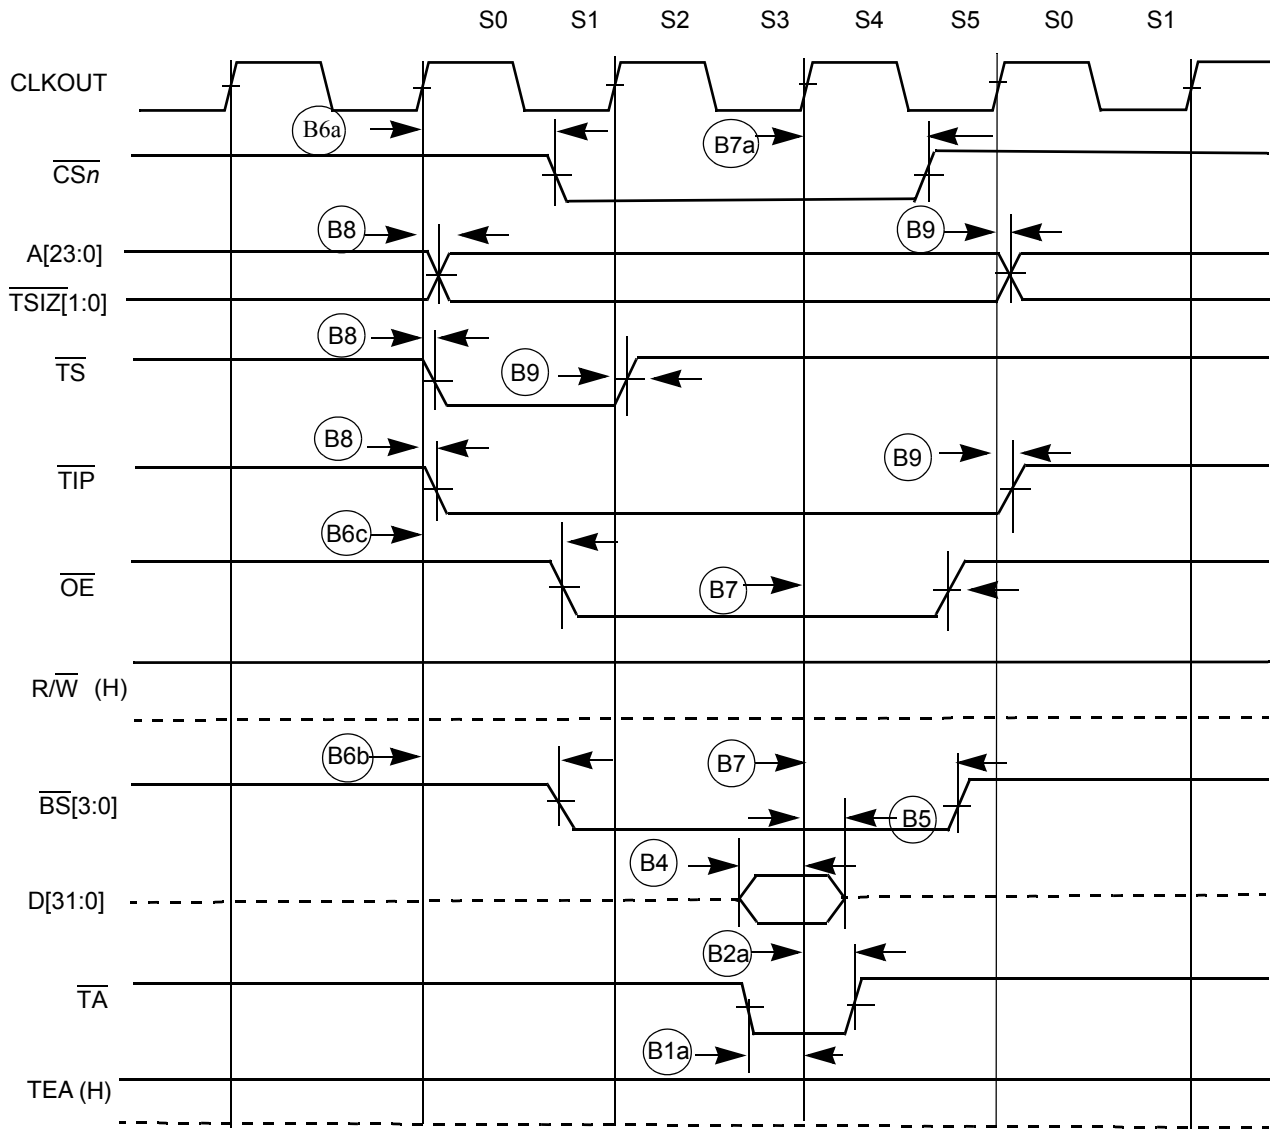 S0 S1 S2 S3 S4 S5 S0 S1
CLKOUT
B6a B7a
CSn
B8 B9
A[23:0]
TSIZ[1:0]
B8
TS B9
B8 B9
TIP
B6c
OE B7
R/W (H)
B6b B7
BS[3:0] B5
B4
D[31:0]
B2a
TA
B1a
TEA (H)